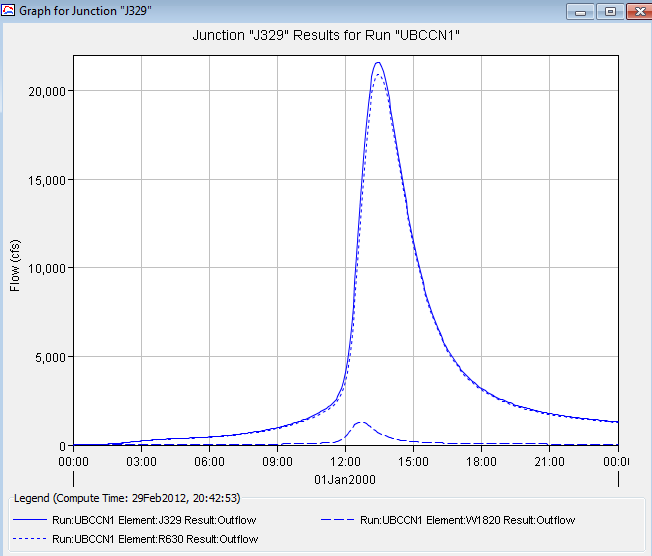 Graph for Junction "J329"
Junction "J329" Results for Run "UBCCN1"
Flow (cfs)
20,000
15,000
10,000
5,000
0
00:00 03:00 06:00 09:00 12:00 15:00 18:00 21:00 00:0
01Jan2000
Legend (Compute Time: 29Feb2012, 20:42:53)
Run:UBCCN1 Element:J329 Result:Outflow Run:UBCCN1 Element:W1820 Result:Outflow
Run:UBCCN1 Element:R630 Result:Outflow